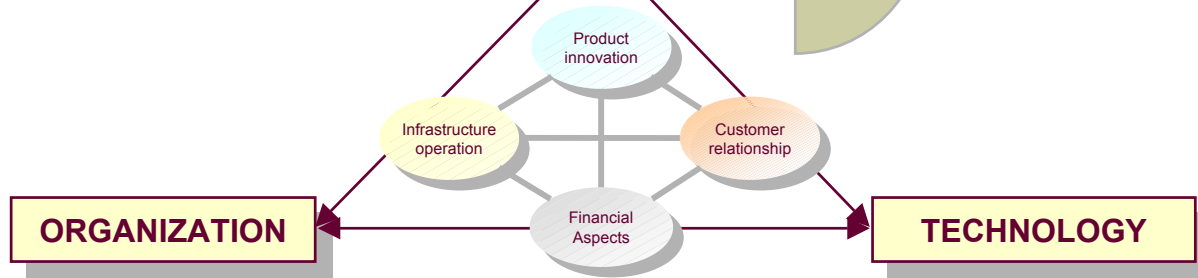 Product
innovation
Infrastructure
operation
Customer
relationship
ORGANIZATION
Financial
Aspects
TECHNOLOGY